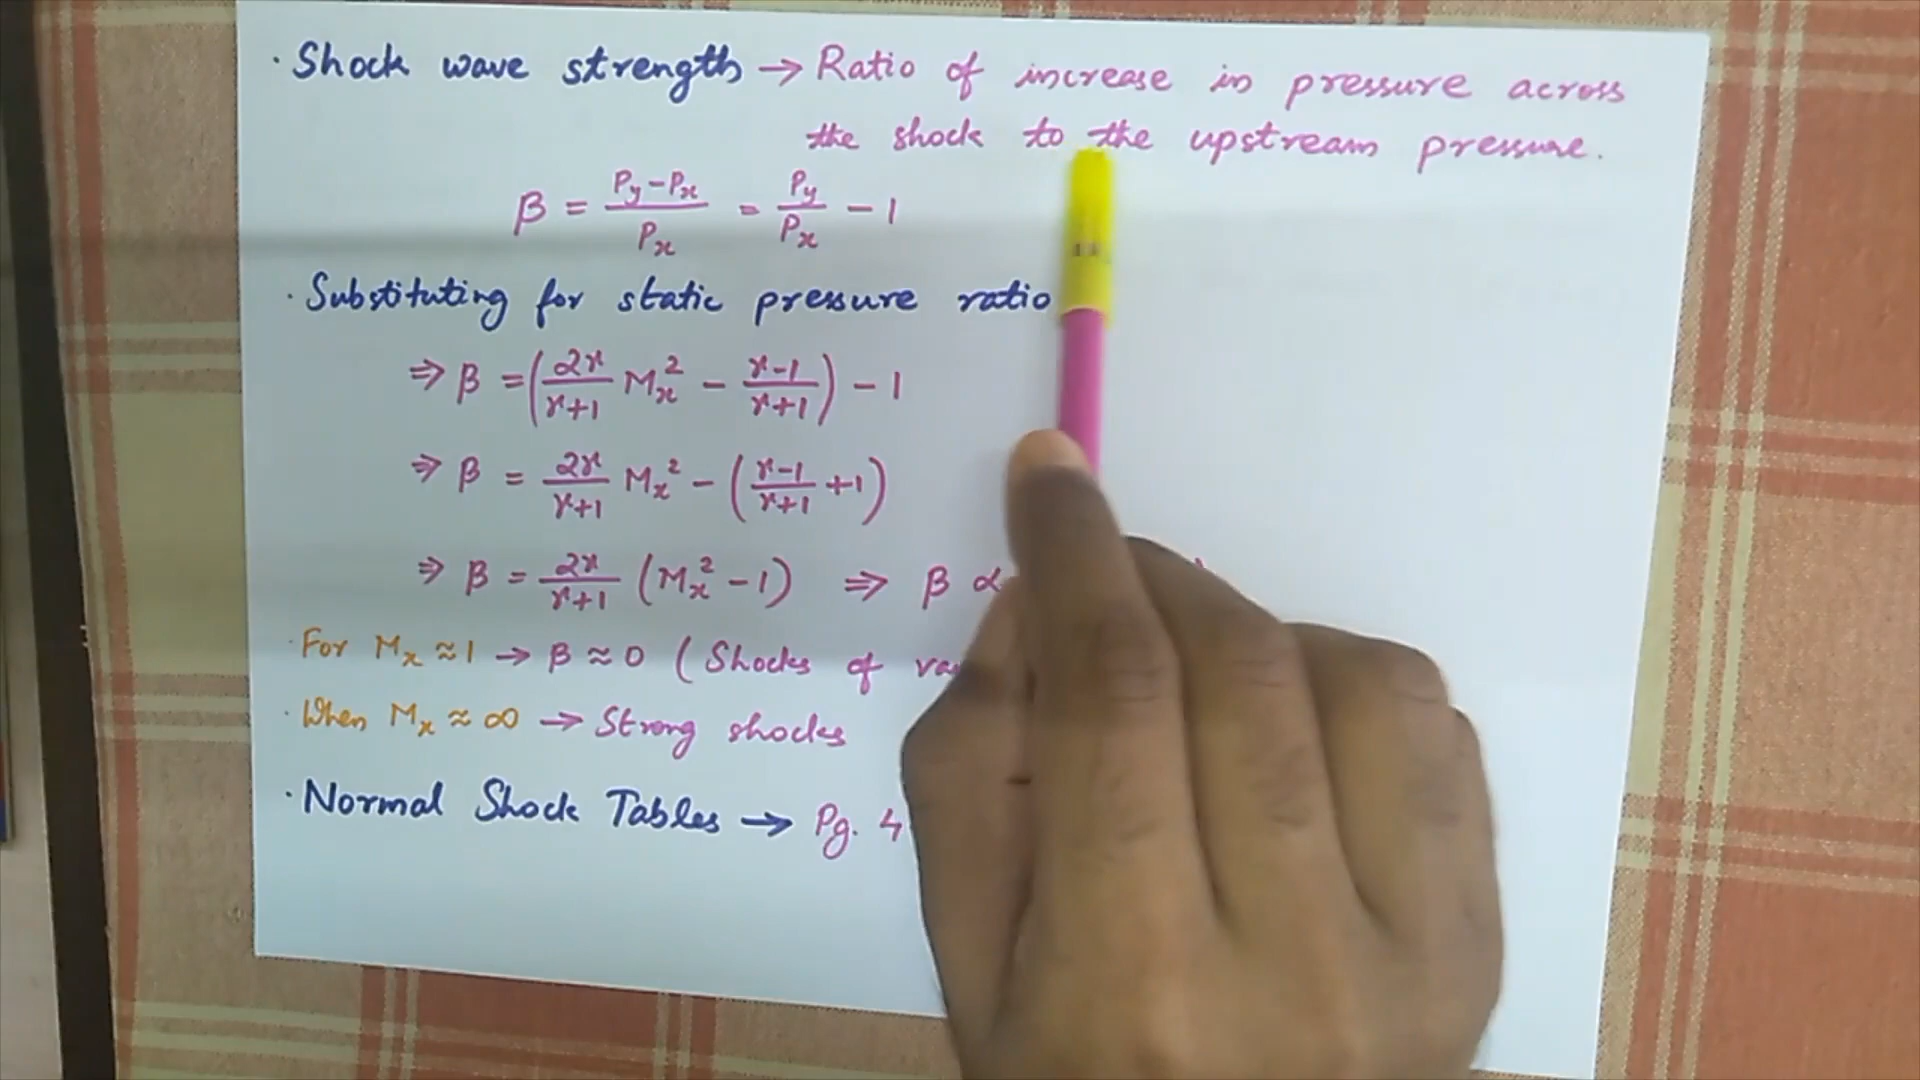 · Shock wave strength → Ratio of increase in pressure across
the shock to the upstream pressure.
β = (Py - Px)/Px = Py/Px - 1
· Substituting for static pressure ratio
⇒ β = (2γ/(γ+1) Mx² - (γ-1)/(γ+1)) - 1
⇒ β = 2γ/(γ+1) Mx² - ((γ-1)/(γ+1) + 1)
⇒ β = 2γ/(γ+1) (Mx² - 1) ⇒ β α
· For Mx ≈ 1 → β ≈ 0 ( Shocks of
· When Mx ≈ ∞ → Strong shocks
· Normal Shock Tables → Pg. 4